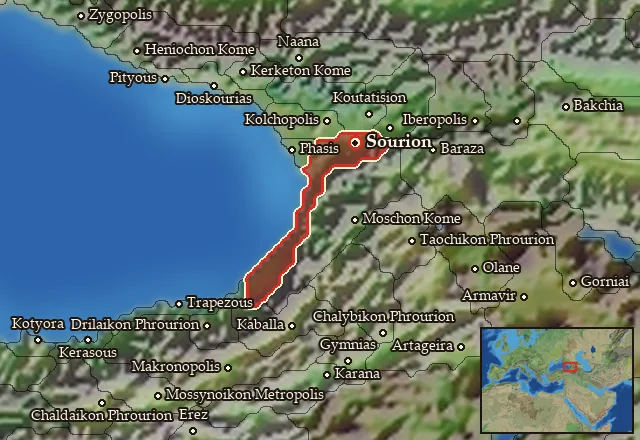 Zygopolis
Heniochon Kome
Naana
Pityous
Kerketon Kome
Dioskourias
Koutatision
Bakchia
Kolchopolis
Iberopolis
Phasis
Sourion
Baraza
Moschon Kome
Taochikon Phrourion
Olane
Gorniai
Armavir
Trapezous
Kotyora
Drilaikon Phrourion
Kaballa
Chalybikon Phrourion
Kerasous
Gymnias
Artageira
Makronopolis
Karana
Mossynoikon Metropolis
Chaldaikon Phrourion
Erez